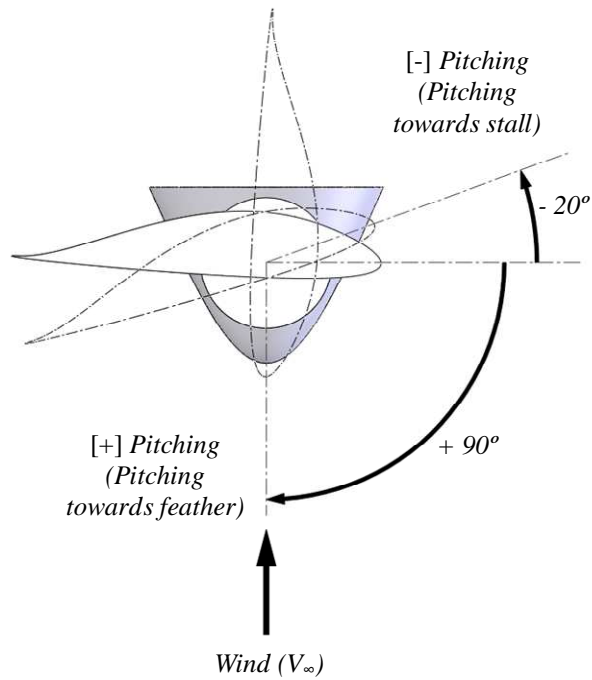 [-] Pitching
(Pitching
towards stall)
- 20º
+ 90º
[+] Pitching
(Pitching
towards feather)
Wind (V∞)